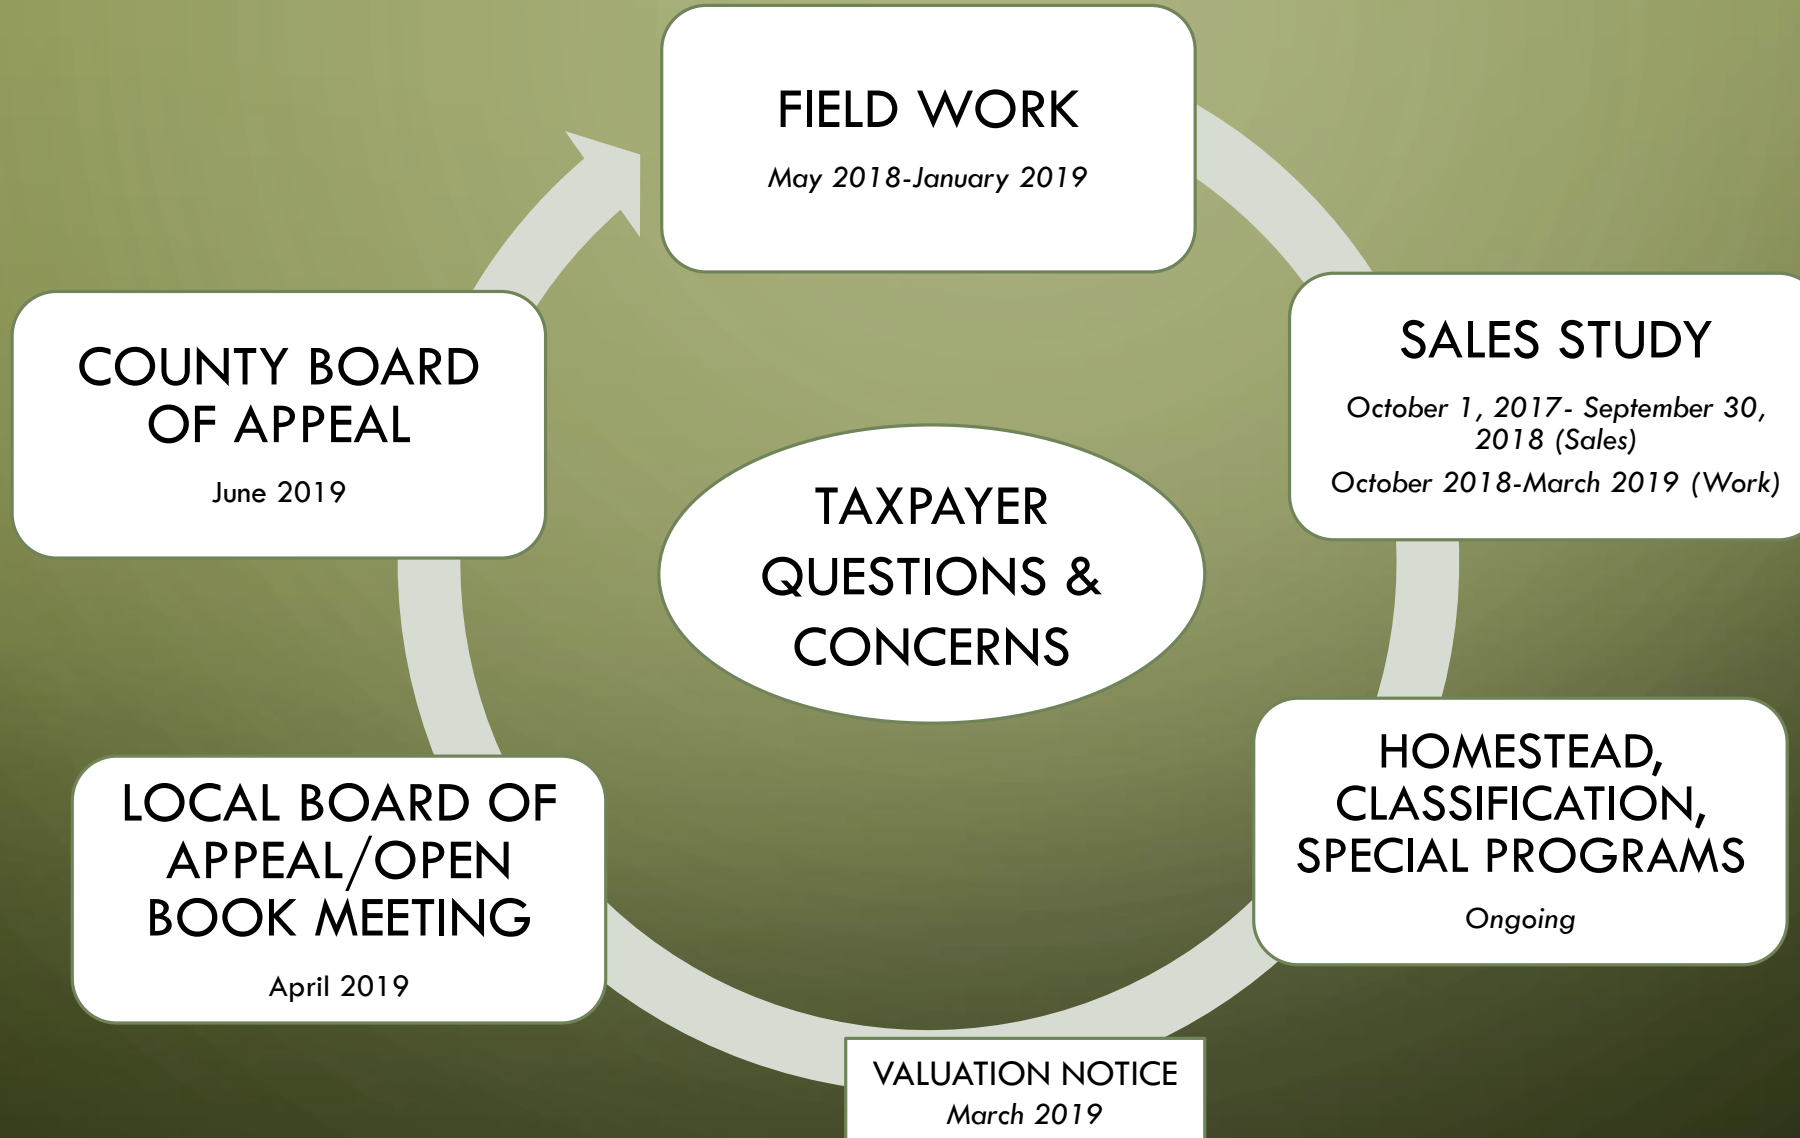 FIELD WORK
May 2018-January 2019
SALES STUDY
October 1, 2017- September 30,
2018 (Sales)
October 2018-March 2019 (Work)
HOMESTEAD,
CLASSIFICATION,
SPECIAL PROGRAMS
Ongoing
VALUATION NOTICE
March 2019
LOCAL BOARD OF
APPEAL/OPEN
BOOK MEETING
April 2019
COUNTY BOARD
OF APPEAL
June 2019
TAXPAYER
QUESTIONS &
CONCERNS